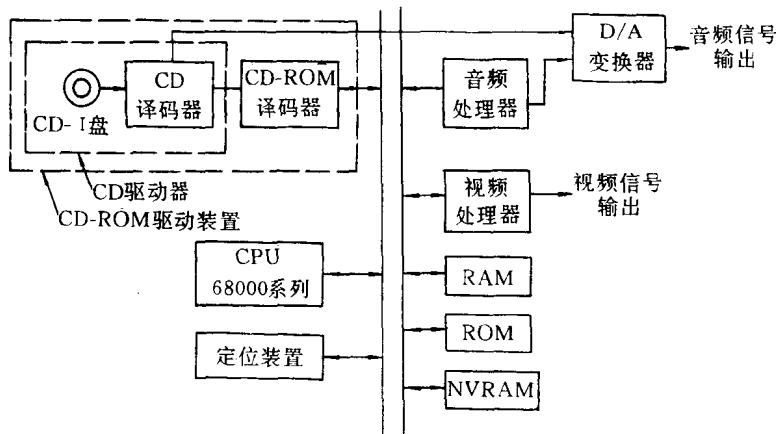 D/A
变换器
音频信号
输出
CD
译码器
CD-ROM
译码器
音频
处理器
CD-I盘
CD驱动器
CD-ROM驱动装置
视频
处理器
视频信号
输出
CPU
68000系列
RAM
定位装置
ROM
NVRAM